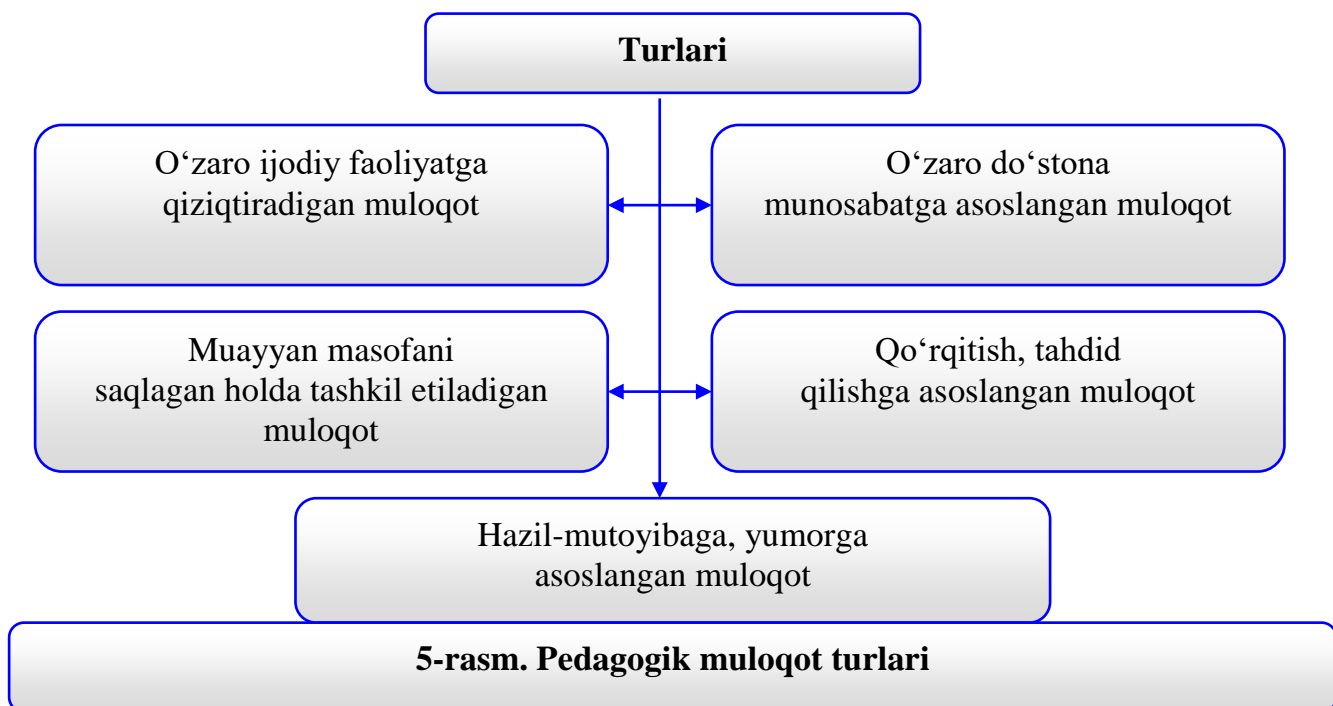 Turlari
O‘zaro ijodiy faoliyatga
qiziqtiradigan muloqot
O‘zaro do‘stona
munosabatga asoslangan muloqot
Muayyan masofani
saqlagan holda tashkil etiladigan
muloqot
Qo‘rqitish, tahdid
qilishga asoslangan muloqot
Hazil-mutoyibaga, yumorga
asoslangan muloqot
5-rasm. Pedagogik muloqot turlari